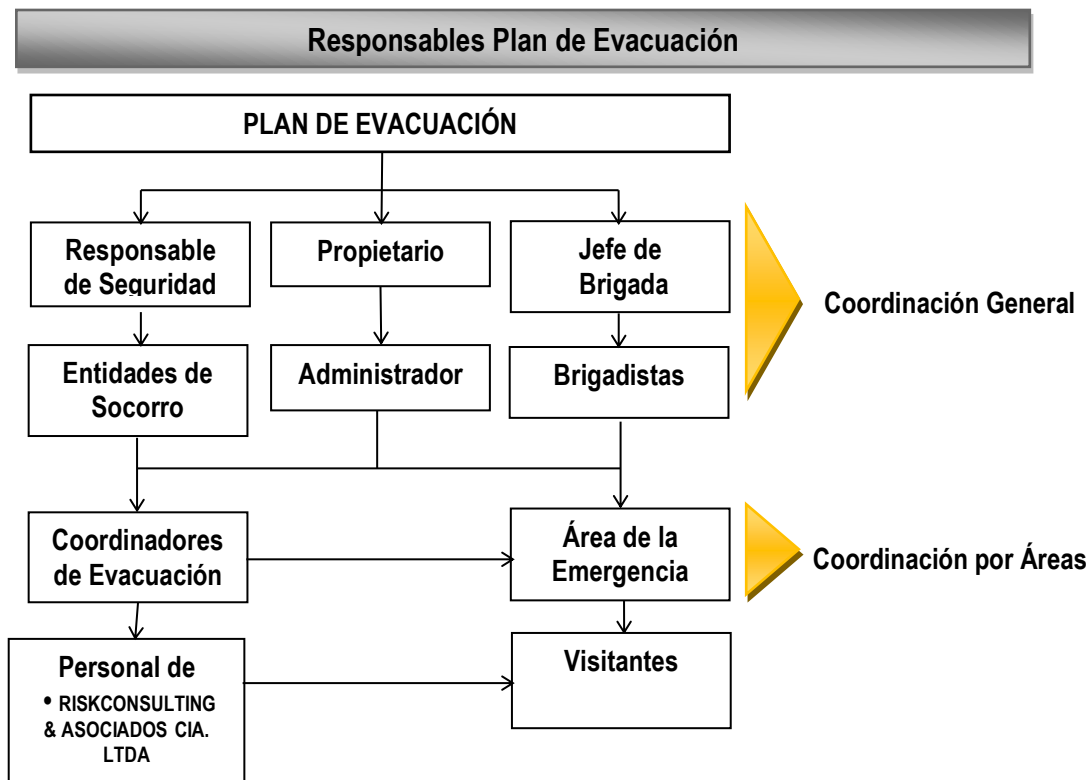 Responsables Plan de Evacuación
PLAN DE EVACUACIÓN
Responsable
de Seguridad
Propietario
Jefe de
Brigada
Coordinación General
Entidades de
Socorro
Administrador
Brigadistas
Coordinadores
de Evacuación
Área de la
Emergencia
Coordinación por Áreas
Personal de
• RISKCONSULTING
& ASOCIADOS CIA.
LTDA
Visitantes